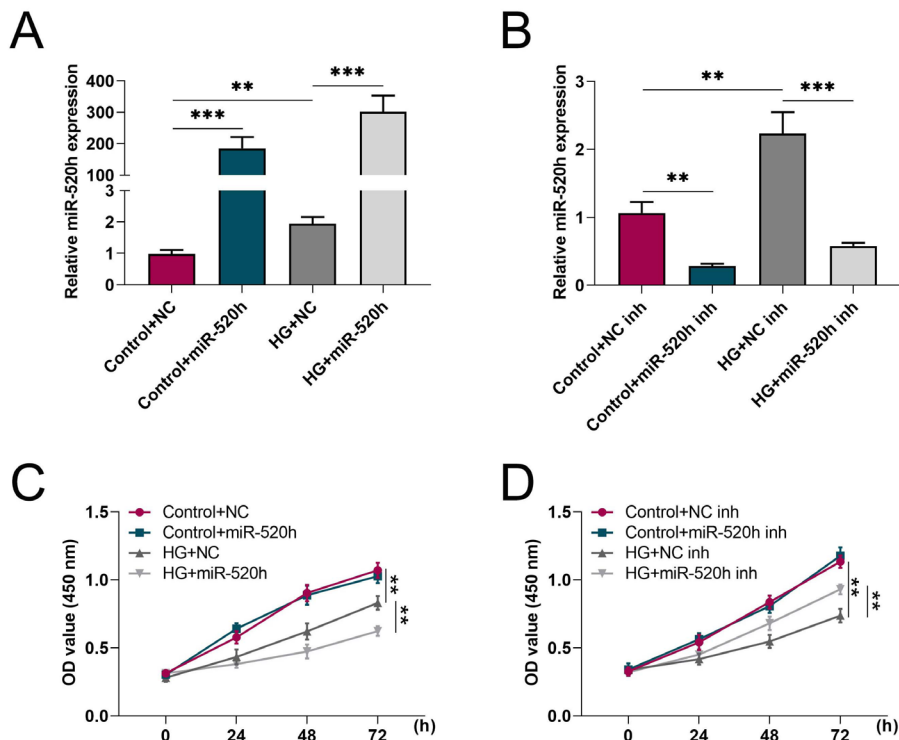 A
Relative miR-520h expression
400
300
200
100
3
2
1
0
***
**
***
Control+NC
Control+miR-520h
HG+NC
HG+miR-520h
B
Relative miR-520h expression
3
2
1
0
**
**
***
Control+NC inh
Control+miR-520h inh
HG+NC inh
HG+miR-520h inh
C
OD value (450 nm)
1.5
1.0
0.5
0.0
Control+NC
Control+miR-520h
HG+NC
HG+miR-520h
**
**
0 24 48 72 (h)
D
OD value (450 nm)
1.5
1.0
0.5
0.0
Control+NC inh
Control+miR-520h inh
HG+NC inh
HG+miR-520h inh
**
**
0 24 48 72 (h)